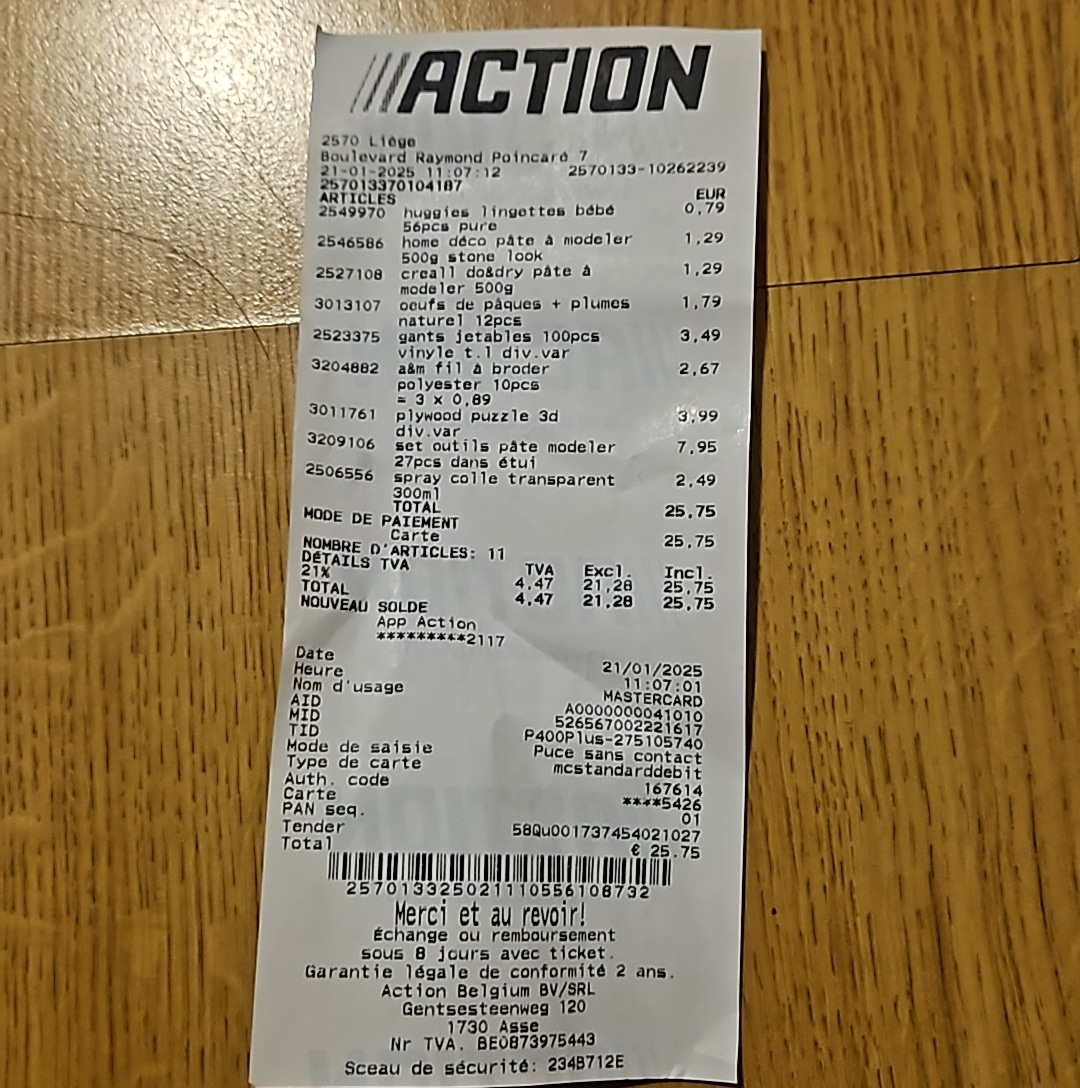 ///ACTION
2570 Liège
Boulevard Raymond Poincaré 7
21-01-2025 11:07:12 2570133-10262239
257013370104187
ARTICLES EUR
2549970 huggies lingettes bébé 0,79
56pcs pure
2546586 home déco pâte à modeler 1,29
500g stone look
2527108 creall do&dry pâte à 1,29
modeler 500g
3013107 oeufs de pâques + plumes 1,79
naturel 12pcs
2523375 gants jetables 100pcs 3,49
vinyle t.l div.var
3204882 a&m fil à broder 2,67
polyester 10pcs
= 3 x 0,89
3011761 plywood puzzle 3d 3,99
div.var
3209106 set outils pâte modeler 7,95
27pcs dans étui
2506556 spray colle transparent 2,49
300ml
TOTAL 25,75
MODE DE PAIEMENT
Carte 25,75
NOMBRE D'ARTICLES: 11
DÉTAILS TVA TVA Excl. Incl.
21% 4,47 21,28 25,75
TOTAL 4,47 21,28 25,75
NOUVEAU SOLDE
App Action
*********2117
Date 21/01/2025
Heure 11:07:01
Nom d'usage MASTERCARD
AID A0000000041010
MID 526567002221617
TID P400Plus-275105740
Mode de saisie Puce sans contact
Type de carte mcstandarddebit
Auth. code 167614
Carte ****5426
PAN seq. 01
Tender 58Qu001737454021027
Total € 25.75
2570133250211105561​08732
Merci et au revoir!
Échange ou remboursement
sous 8 jours avec ticket.
Garantie légale de conformité 2 ans.
Action Belgium BV/SRL
Gentsesteenweg 120
1730 Asse
Nr TVA. BE0873975443
Sceau de sécurité: 234B712E